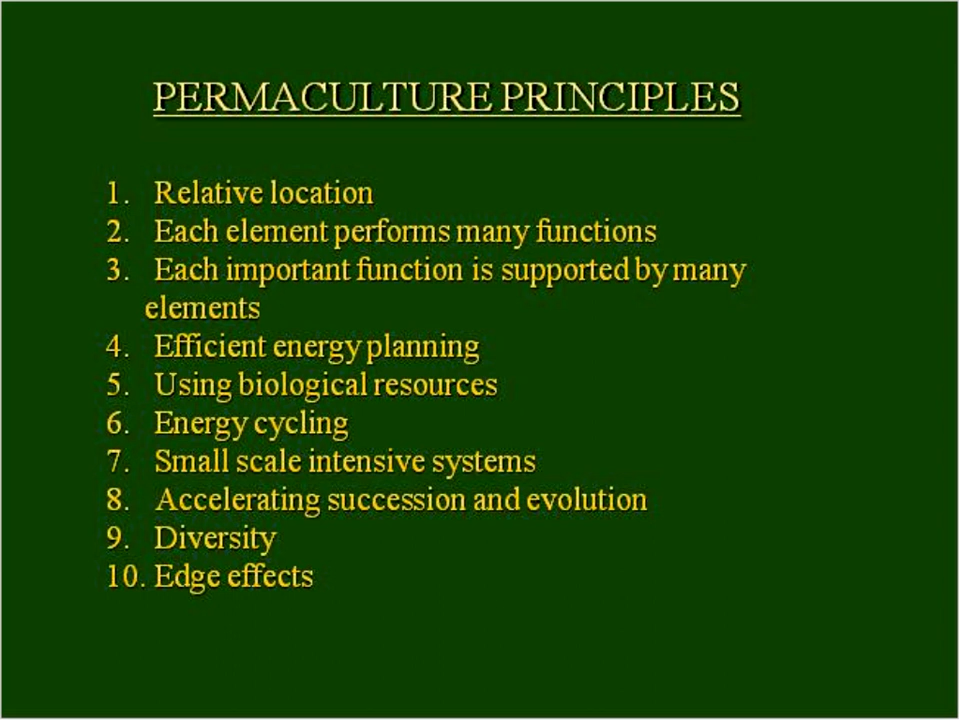 PERMACULTURE PRINCIPLES
1. Relative location
2. Each element performs many functions
3. Each important function is supported by many
elements
4. Efficient energy planning
5. Using biological resources
6. Energy cycling
7. Small scale intensive systems
8. Accelerating succession and evolution
9. Diversity
10. Edge effects